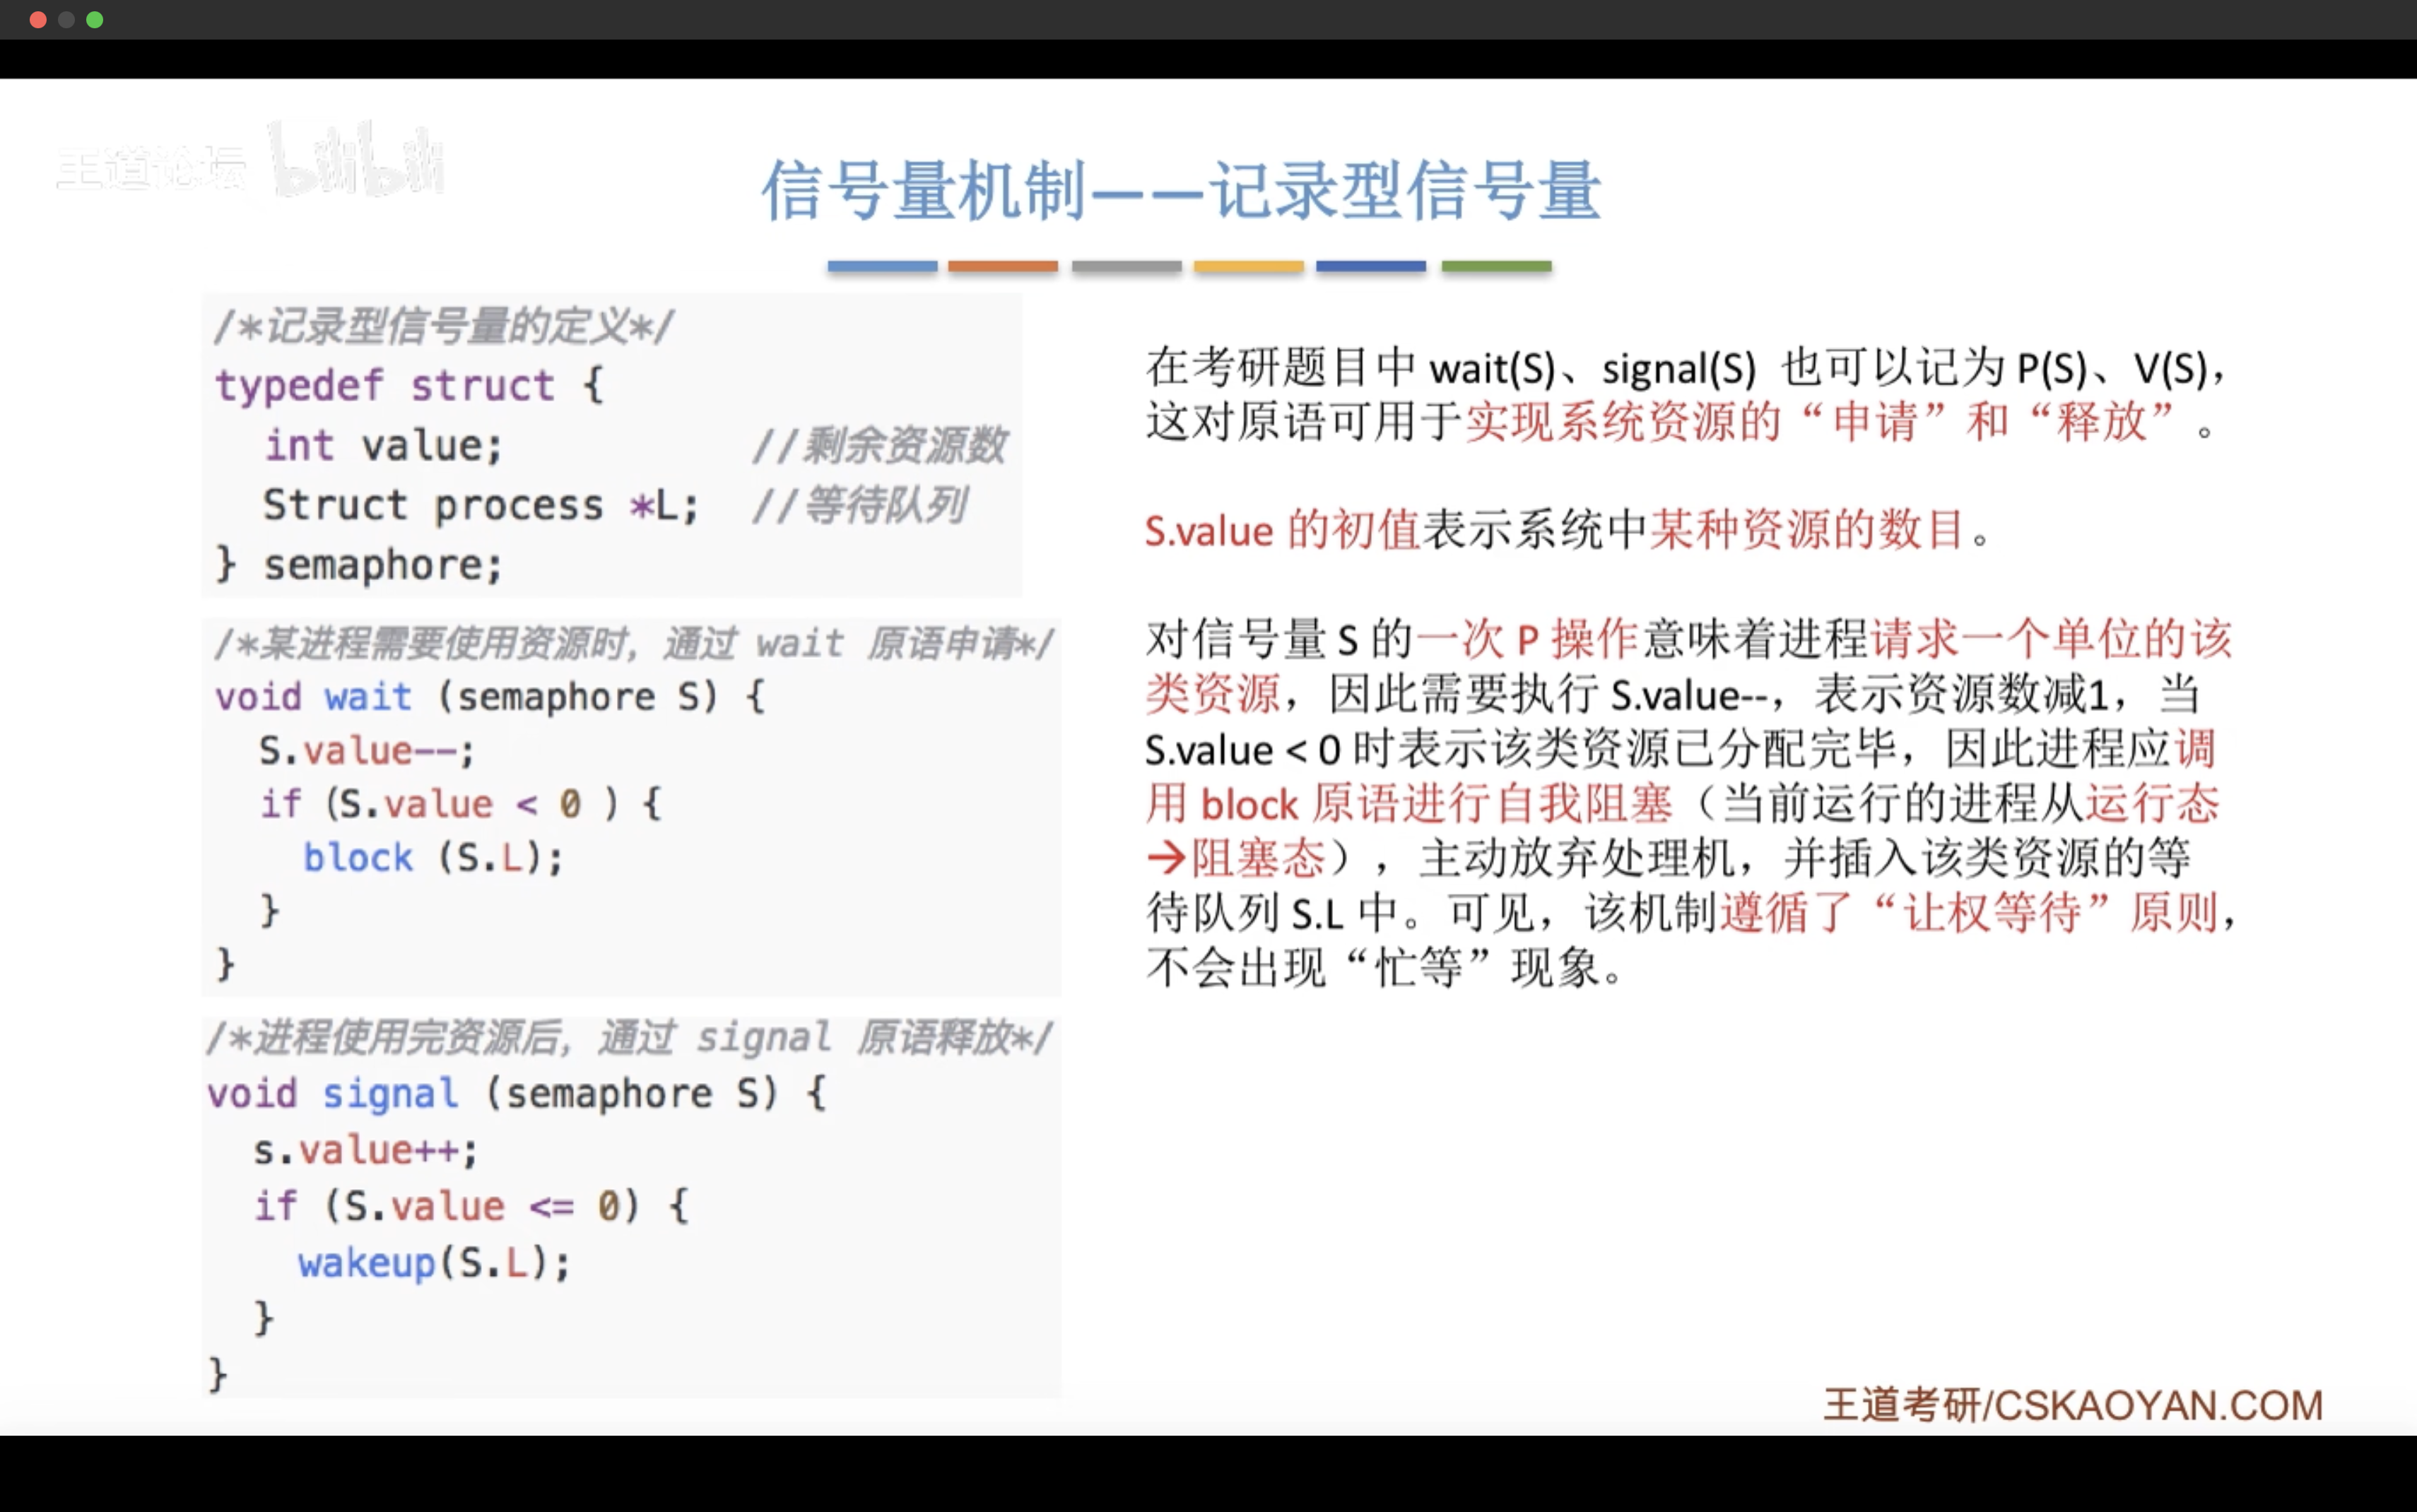 王道论坛 bilibili
信号量机制——记录型信号量
/*记录型信号量的定义*/
typedef struct {
int value; //剩余资源数
Struct process *L; //等待队列
} semaphore;
/*某进程需要使用资源时，通过 wait 原语申请*/
void wait (semaphore S) {
S.value--;
if (S.value < 0 ) {
block (S.L);
}
}
/*进程使用完资源后，通过 signal 原语释放*/
void signal (semaphore S) {
s.value++;
if (S.value <= 0) {
wakeup(S.L);
}
}
在考研题目中 wait(S)、signal(S) 也可以记为 P(S)、V(S)，
这对原语可用于实现系统资源的“申请”和“释放”。
S.value 的初值表示系统中某种资源的数目。
对信号量 S 的一次 P 操作意味着进程请求一个单位的该
类资源，因此需要执行 S.value--，表示资源数减1，当
S.value < 0 时表示该类资源已分配完毕，因此进程应调
用 block 原语进行自我阻塞（当前运行的进程从运行态
→阻塞态），主动放弃处理机，并插入该类资源的等
待队列 S.L 中。可见，该机制遵循了“让权等待”原则，
不会出现“忙等”现象。
王道考研/CSKAOYAN.COM